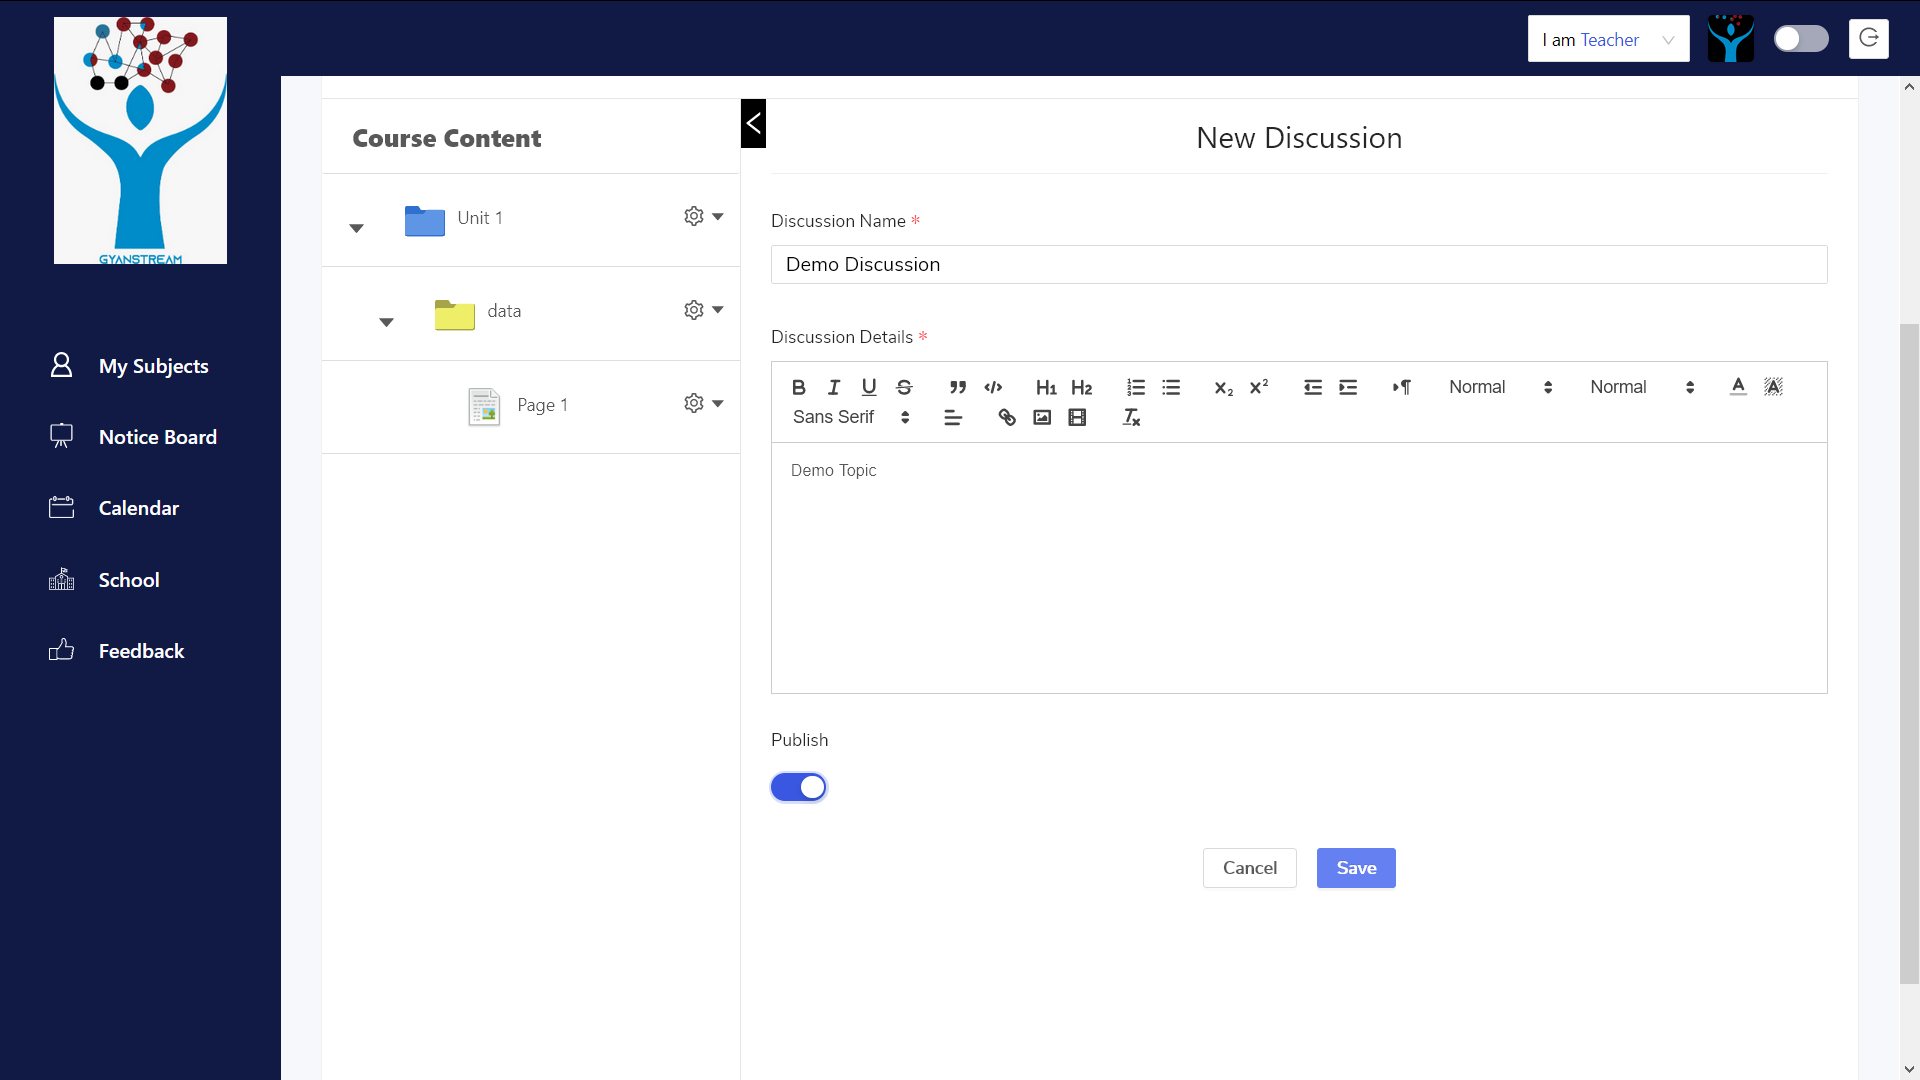 GYANSTREAM
I am Teacher
My Subjects
Notice Board
Calendar
School
Feedback
Course Content
Unit 1
data
Page 1
New Discussion
Discussion Name *
Demo Discussion
Discussion Details *
Normal Normal
Sans Serif
Demo Topic
Publish
Cancel Save